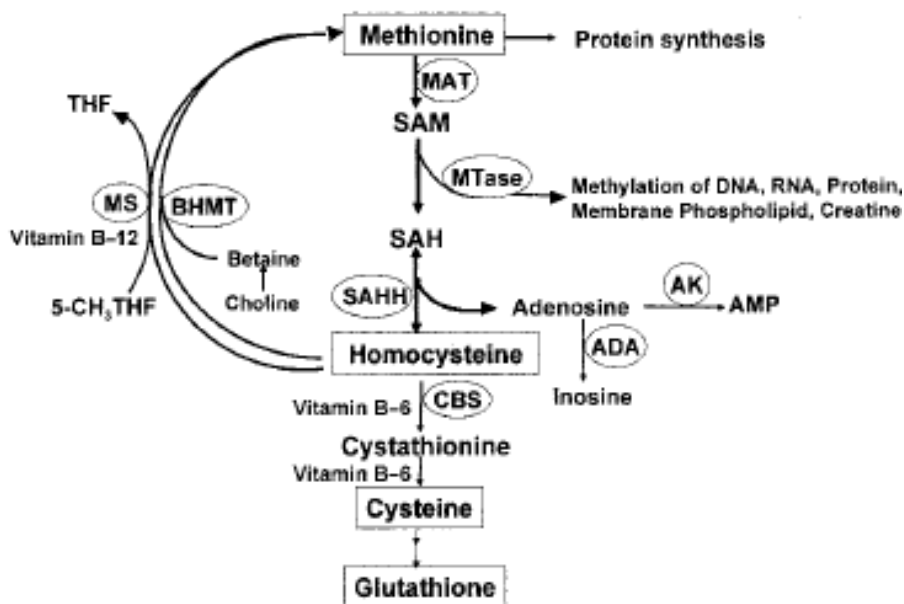 Methionine
Protein synthesis
MAT
THF
SAM
MTase
MS
BHMT
Methylation of DNA, RNA, Protein,
Membrane Phospholipid, Creatine
Vitamin B-12
SAH
Betaine
SAHH
AK
5-CH₃THF
Choline
Adenosine
AMP
ADA
Homocysteine
Inosine
Vitamin B-6
CBS
Cystathionine
Vitamin B-6
Cysteine
Glutathione